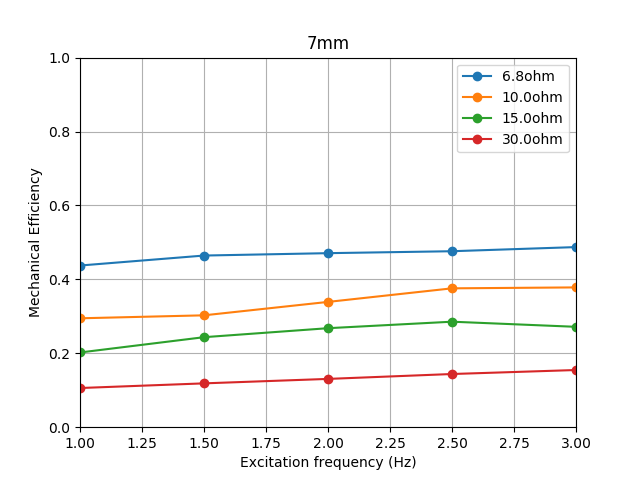 7mm
1.0
0.8
0.6
0.4
0.2
0.0
Mechanical Efficiency
6.8ohm
10.0ohm
15.0ohm
30.0ohm
1.00 1.25 1.50 1.75 2.00 2.25 2.50 2.75 3.00
Excitation frequency (Hz)